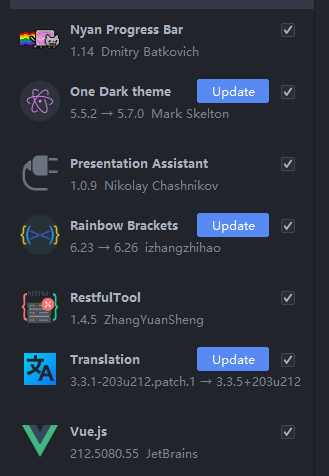 Nyan Progress Bar
1.14 Dmitry Batkovich
One Dark theme Update
5.5.2 → 5.7.0 Mark Skelton
Presentation Assistant
1.0.9 Nikolay Chashnikov
Rainbow Brackets Update
6.23 → 6.26 izhangzhihao
RestfulTool
1.4.5 ZhangYuanSheng
Translation Update
3.3.1-203u212.patch.1 → 3.3.5+203u212
Vue.js
212.5080.55 JetBrains